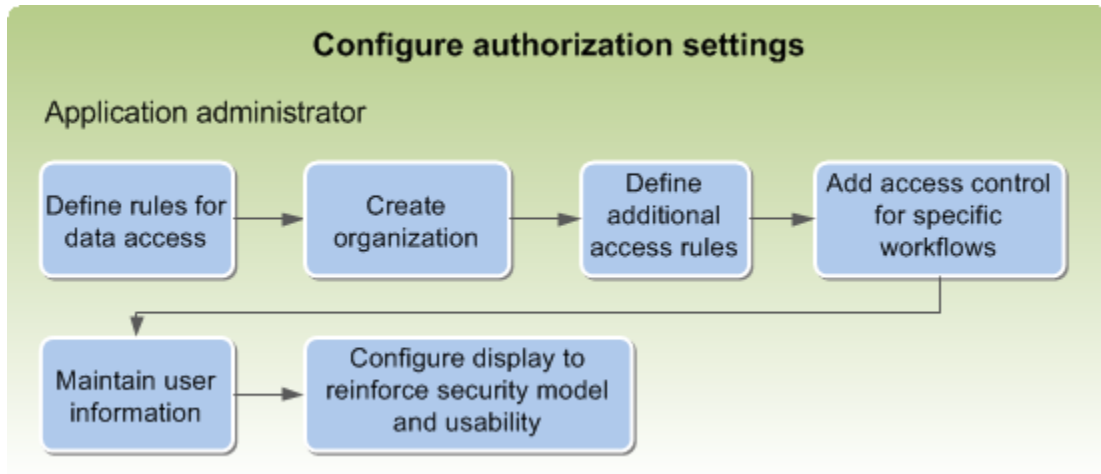 Configure authorization settings
Application administrator
Define rules for
data access
Create
organization
Define
additional
access rules
Add access control
for specific
workflows
Maintain user
information
Configure display to
reinforce security model
and usability